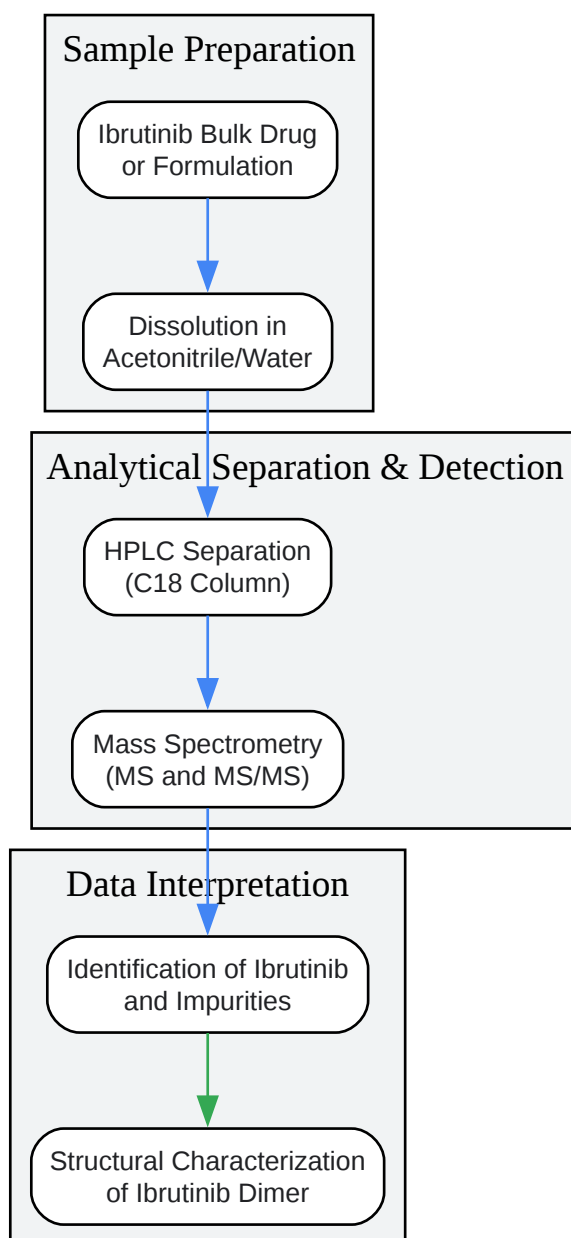 Sample Preparation
Ibrutinib Bulk Drug
or Formulation
Dissolution in
Acetonitrile/Water
Analytical Separation & Detection
HPLC Separation
(C18 Column)
Mass Spectrometry
(MS and MS/MS)
Data Interpretation
Identification of Ibrutinib
and Impurities
Structural Characterization
of Ibrutinib Dimer